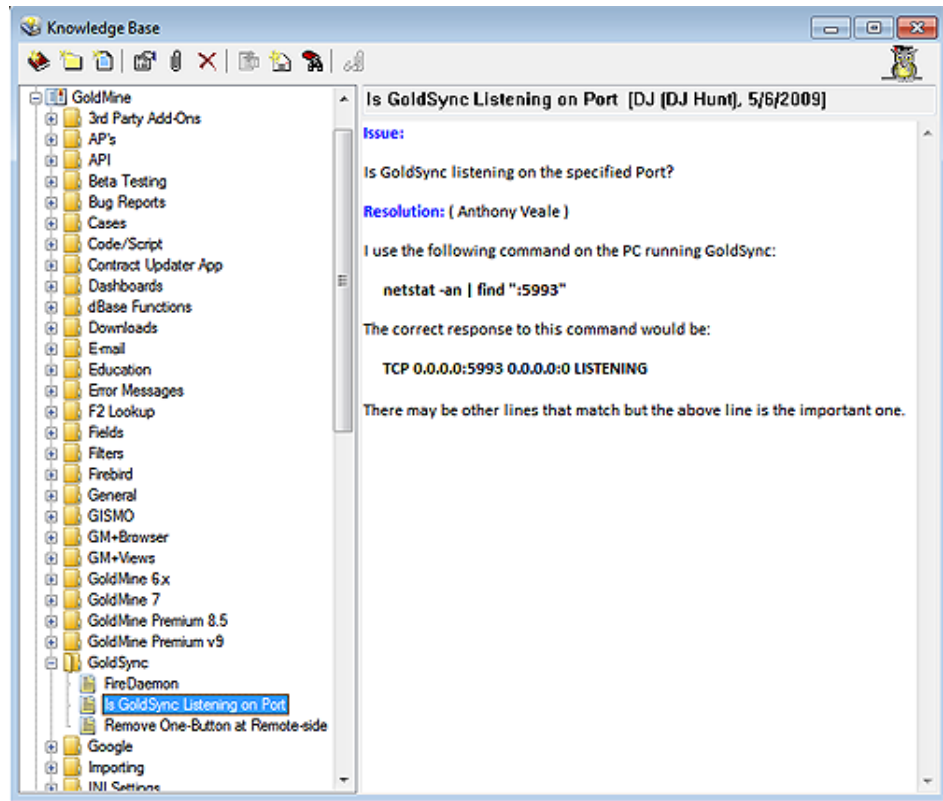 Knowledge Base
GoldMine
3rd Party Add-Ons
AP's
API
Beta Testing
Bug Reports
Cases
Code/Script
Contract Updater App
Dashboards
dBase Functions
Downloads
E-mail
Education
Error Messages
F2 Lookup
Fields
Filters
Firebird
General
GISMO
GM+Browser
GM+Views
GoldMine 6.x
GoldMine 7
GoldMine Premium 8.5
GoldMine Premium v9
GoldSync
FireDaemon
Is GoldSync Listening on Port
Remove One-Button at Remote-side
Google
Importing
INI Settings
Is GoldSync Listening on Port [DJ (DJ Hunt), 5/6/2009]
Issue:
Is GoldSync listening on the specified Port?
Resolution: ( Anthony Veale )
I use the following command on the PC running GoldSync:
netstat -an | find ":5993"
The correct response to this command would be:
TCP 0.0.0.0:5993 0.0.0.0:0 LISTENING
There may be other lines that match but the above line is the important one.